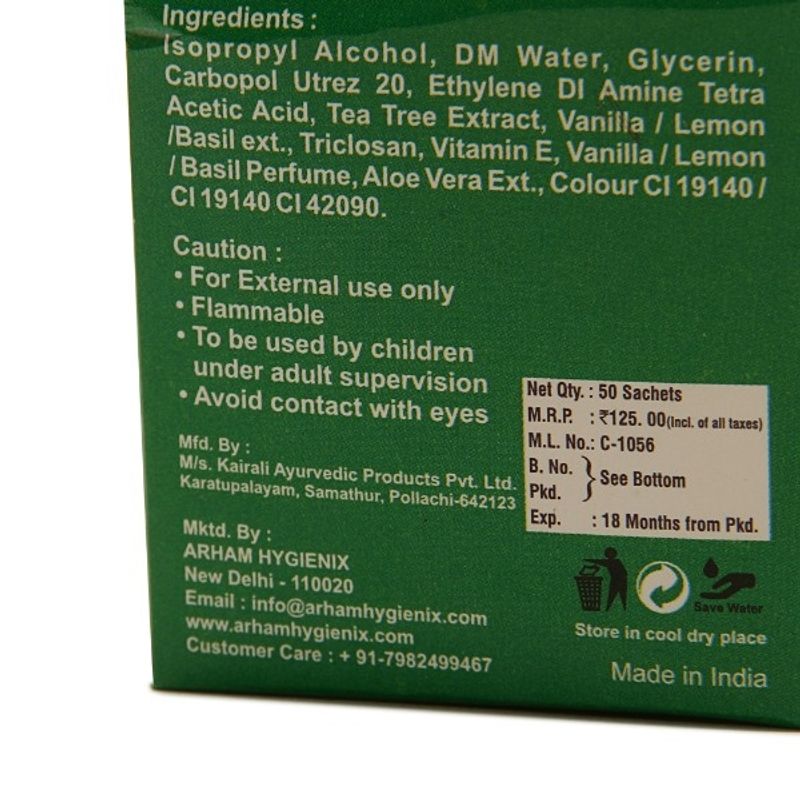 Ingredients :
Isopropyl Alcohol, DM Water, Glycerin,
Carbopol Utrez 20, Ethylene DI Amine Tetra
Acetic Acid, Tea Tree Extract, Vanilla / Lemon
/Basil ext., Triclosan, Vitamin E, Vanilla / Lemon
/ Basil Perfume, Aloe Vera Ext., Colour CI 19140 /
CI 19140 CI 42090.
Caution :
• For External use only
• Flammable
• To be used by children
under adult supervision
• Avoid contact with eyes
Mfd. By :
M/s. Kairali Ayurvedic Products Pvt. Ltd.
Karatupalayam, Samathur, Pollachi-642123
Mktd. By :
ARHAM HYGIENIX
New Delhi - 110020
Email : info@arhamhygienix.com
www.arhamhygienix.com
Customer Care : + 91-7982499467
Net Qty. : 50 Sachets
M.R.P. : ₹125. 00(Incl. of all taxes)
M.L. No.: C-1056
B. No.
Pkd. } See Bottom
Exp. : 18 Months from Pkd.
Save Water
Store in cool dry place
Made in India